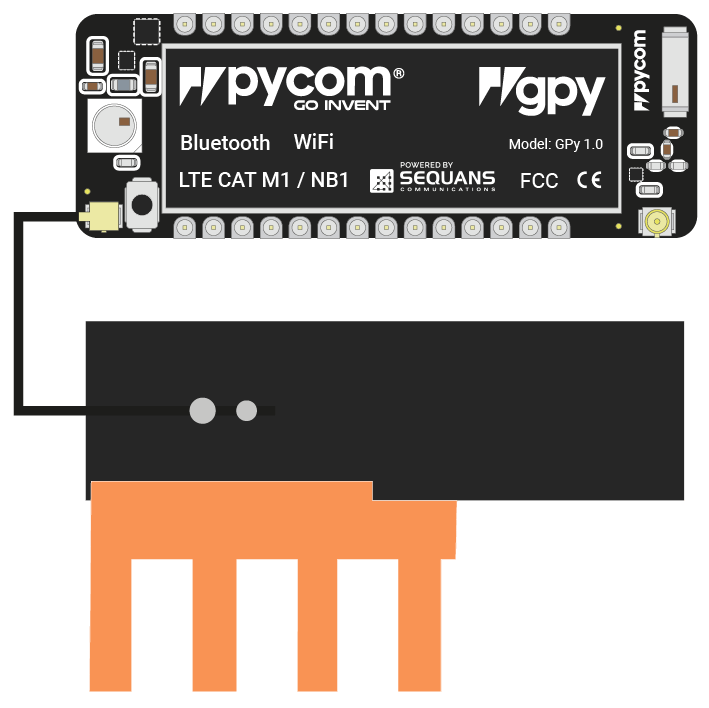 pycom®
GO INVENT
gpy
pycom
Bluetooth WiFi
Model: GPy 1.0
LTE CAT M1 / NB1
POWERED BY
SEQUANS
COMMUNICATIONS
FCC CE